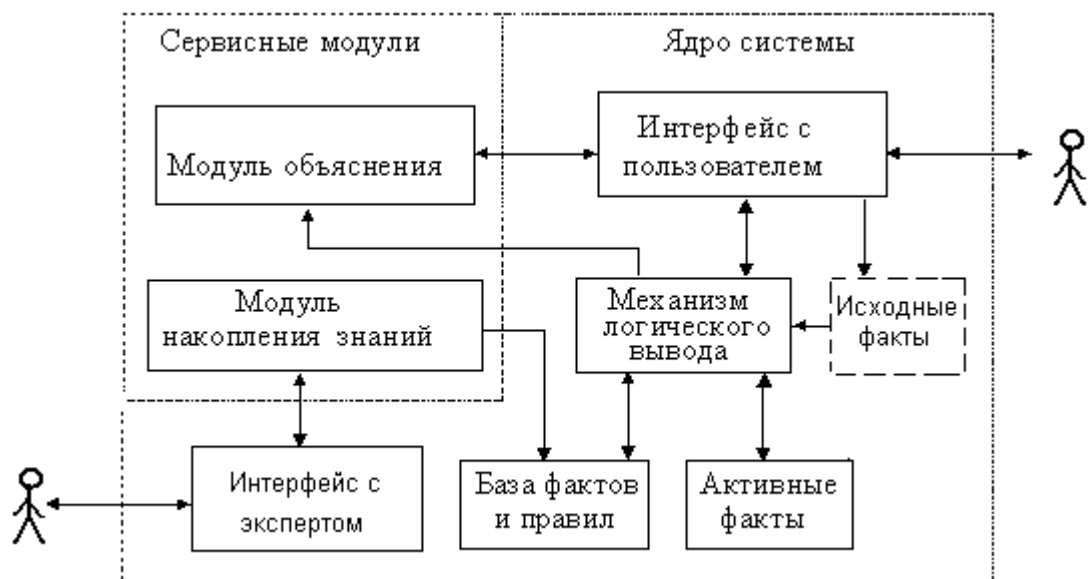 Сервисные модули
Ядро системы
Модуль объяснения
Интерфейс с
пользователем
Модуль
накопления знаний
Механизм
логического
вывода
Исходные
факты
Интерфейс с
экспертом
База фактов
и правил
Активные
факты